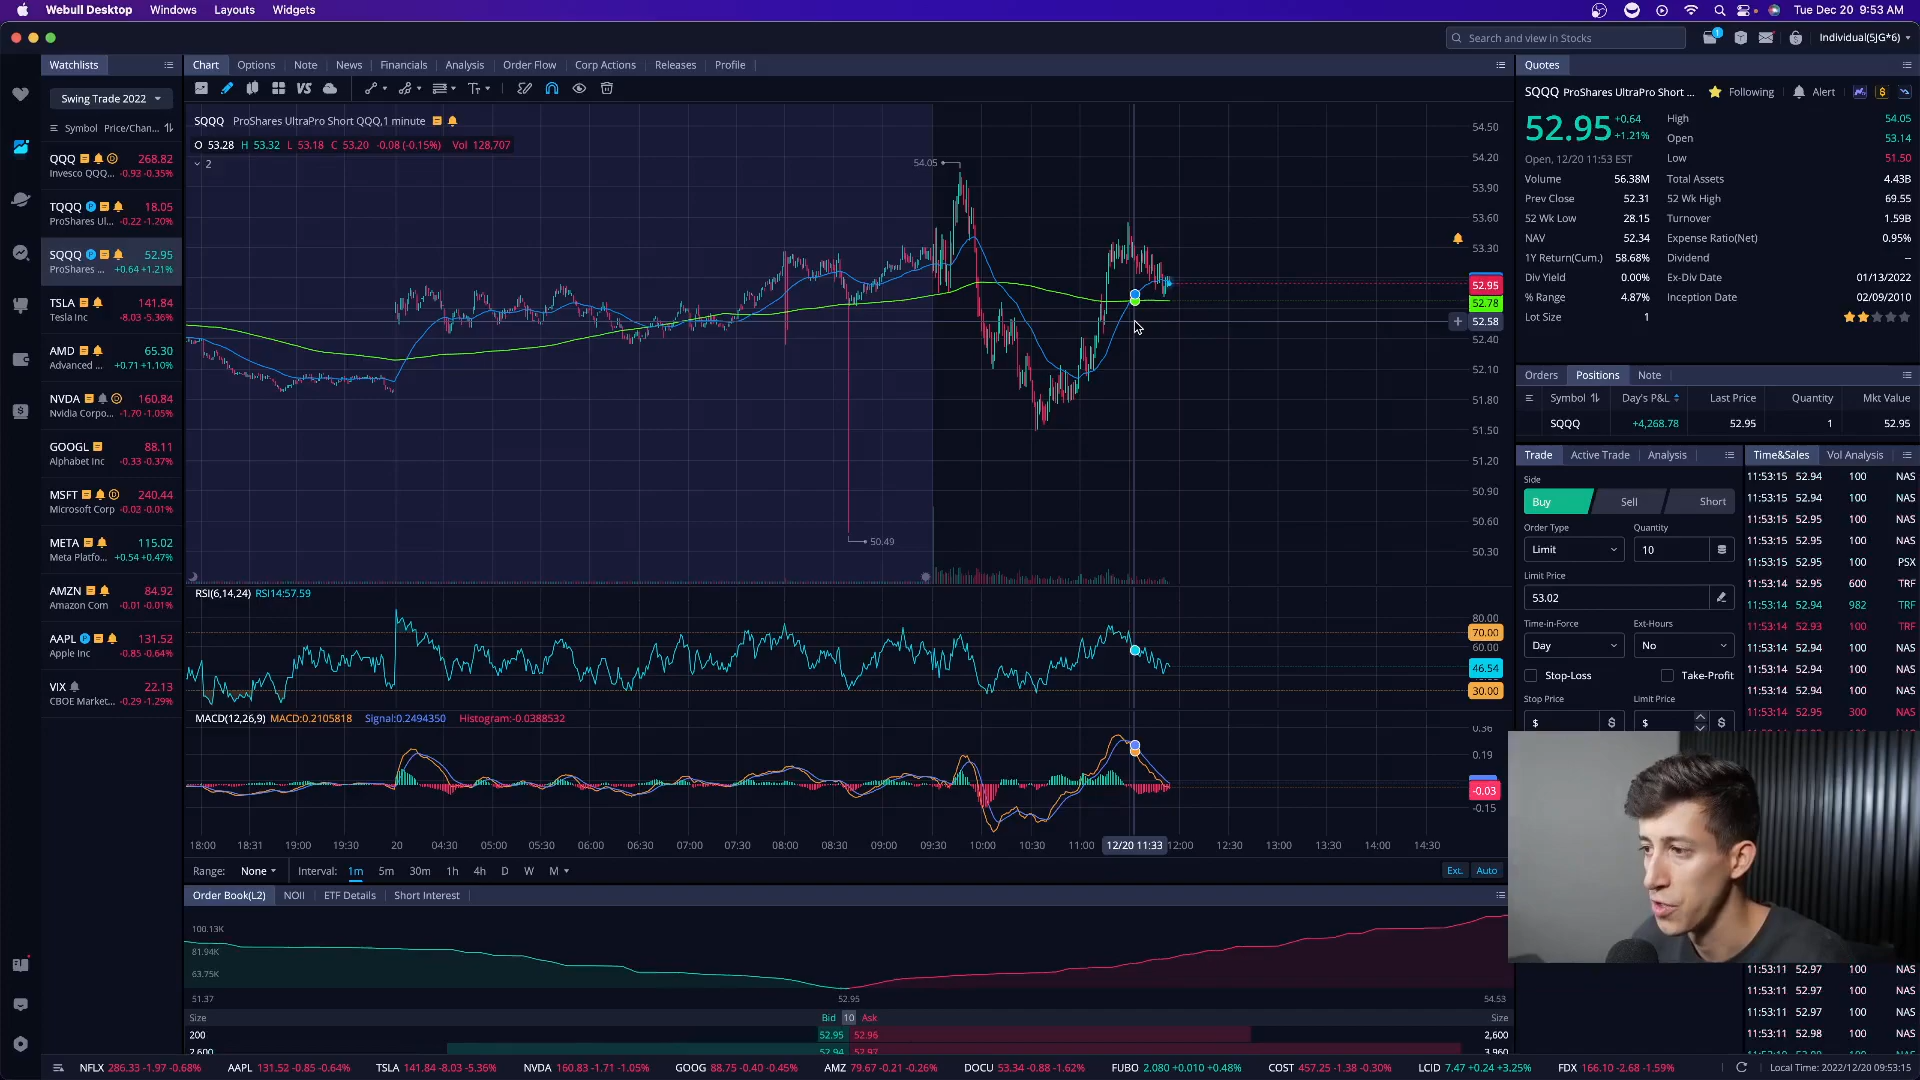 Webull Desktop Windows Layouts Widgets
Tue Dec 20 9:53 AM
Search and view in Stocks
1
Individual(5JG*6)
Watchlists
Swing Trade 2022
Symbol Price/Chan...
QQQ 268.82
Invesco QQQ... -0.93 -0.35%
TQQQ 18.05
ProShares Ul... -0.22 -1.20%
SQQQ 52.95
ProShares ... +0.64 +1.21%
TSLA 141.84
Tesla Inc -8.03 -5.36%
AMD 65.30
Advanced ... +0.71 +1.10%
NVDA 160.84
Nvidia Corpo... -1.70 -1.05%
GOOGL 88.11
Alphabet Inc -0.33 -0.37%
MSFT 240.44
Microsoft Corp -0.02 -0.01%
META 115.02
Meta Platfo... +0.54 +0.47%
AMZN 84.92
Amazon Com -0.01 -0.01%
AAPL 131.52
Apple Inc -0.85 -0.64%
VIX 22.13
CBOE Market... -0.29 -1.29%
Chart Options Note News Financials Analysis Order Flow Corp Actions Releases Profile
VS
SQQQ ProShares UltraPro Short QQQ,1 minute
O 53.28 H 53.32 L 53.18 C 53.20 -0.08 (-0.15%) Vol 128,707
2
54.05
50.49
54.50
54.20
53.90
53.60
53.30
52.95
52.78
52.58
52.40
52.10
51.80
51.50
51.20
50.90
50.60
50.30
RSI(6,14,24) RSI14:57.59
80.00
70.00
60.00
46.54
30.00
MACD(12,26,9) MACD:0.2105818 Signal:0.2494350 Histogram:-0.0388532
0.36
0.19
-0.03
-0.15
18:00 18:31 19:00 19:30 20 04:30 05:00 05:30 06:00 06:30 07:00 07:30 08:00 08:30 09:00 09:30 10:00 10:30 11:00 12/20 11:33 12:00 12:30 13:00 13:30 14:00 14:30
Range: None Interval: 1m 5m 30m 1h 4h D W M
Ext. Auto
Order Book(L2) NOII ETF Details Short Interest
100.13K
81.94K
63.75K
51.37 52.95 54.53
Size Bid 10 Ask Size
200 52.95 52.96 2,600
2,600 52.94 52.97 3,960
Quotes
SQQQ ProShares UltraPro Short ... Following Alert
52.95 +0.64 +1.21%
Open, 12/20 11:53 EST
High 54.05
Open 53.14
Low 51.50
Volume 56.38M Total Assets 4.43B
Prev Close 52.31 52 Wk High 69.55
52 Wk Low 28.15 Turnover 1.59B
NAV 52.34 Expense Ratio(Net) 0.95%
1Y Return(Cum.) 58.68% Dividend --
Div Yield 0.00% Ex-Div Date 01/13/2022
% Range 4.87% Inception Date 02/09/2010
Lot Size 1
Orders Positions Note
Symbol Day's P&L Last Price Quantity Mkt Value
SQQQ +4,268.78 52.95 1 52.95
Trade Active Trade Analysis
Side
Buy Sell Short
Order Type Quantity
Limit 10
Limit Price
53.02
Time-in-Force Ext-Hours
Day No
Stop-Loss Take-Profit
Stop Price Limit Price
$ $ $ $
Time&Sales Vol Analysis
11:53:15 52.94 100 NAS
11:53:15 52.94 100 NAS
11:53:15 52.95 100 NAS
11:53:15 52.95 100 NAS
11:53:15 52.95 100 PSX
11:53:14 52.94 600 TRF
11:53:14 52.94 982 TRF
11:53:14 52.93 100 TRF
11:53:14 52.94 100 NAS
11:53:14 52.94 100 NAS
11:53:14 52.94 100 NAS
11:53:14 52.95 300 NAS
11:53:11 52.97 100 NAS
11:53:11 52.97 100 NAS
11:53:11 52.97 100 NAS
11:53:11 52.98 100 NAS
NFLX 286.33 -1.97 -0.68% AAPL 131.52 -0.85 -0.64% TSLA 141.84 -8.03 -5.36% NVDA 160.83 -1.71 -1.05% GOOG 88.75 -0.40 -0.45% AMZ 79.67 -0.21 -0.26% DOCU 53.34 -0.88 -1.62% FUBO 2.080 +0.010 +0.48% COST 457.25 -1.38 -0.30% LCID 7.47 +0.24 +3.25% FDX 166.10 -2.68 -1.59%
Local Time: 2022/12/20 09:53:15